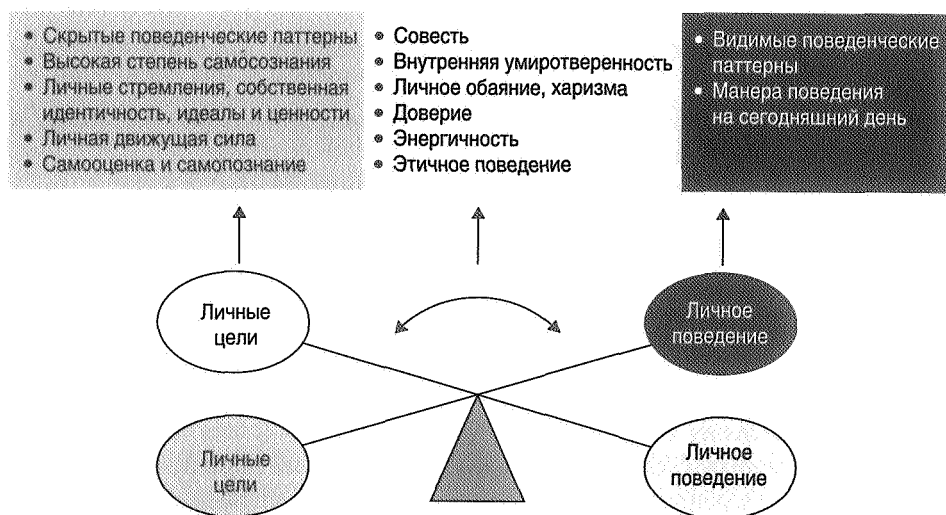 • Скрытые поведенческие паттерны
• Высокая степень самосознания
• Личные стремления, собственная
идентичность, идеалы и ценности
• Личная движущая сила
• Самооценка и самопознание
• Совесть
• Внутренняя умиротверенность
• Личное обаяние, харизма
• Доверие
• Энергичность
• Этичное поведение
• Видимые поведенческие
паттерны
• Манера поведения
на сегодняшний день
Личные
цели
Личное
поведение
Личные
цели
Личное
поведение